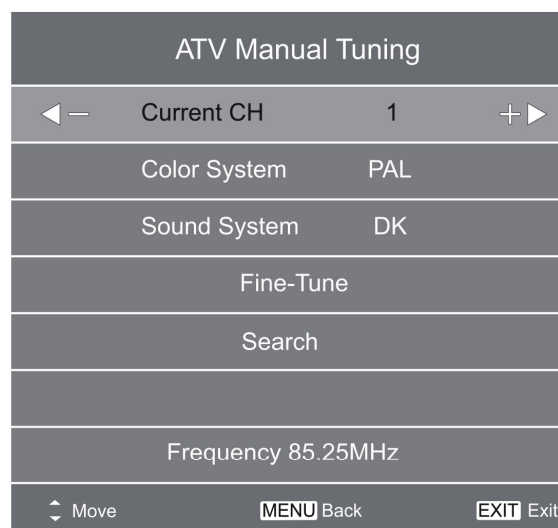 ATV Manual Tuning
Current CH 1
Color System PAL
Sound System DK
Fine-Tune
Search
Frequency 85.25MHz
Move MENU Back EXIT Exit